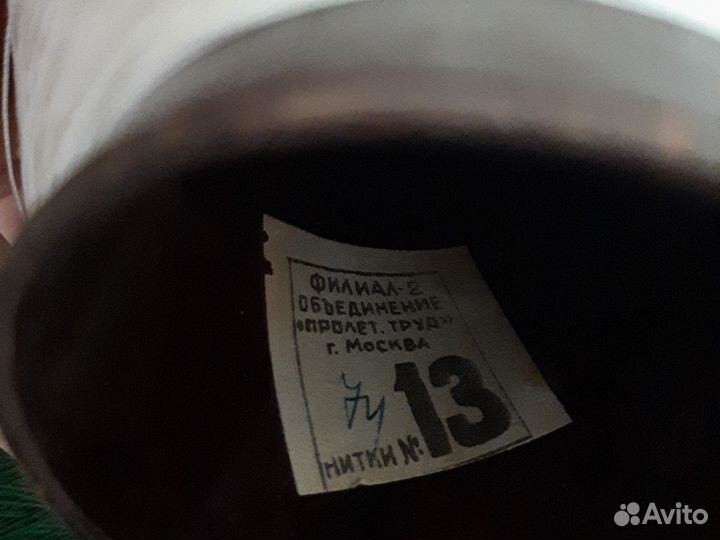 ФИЛИАЛ-2
ОБЪЕДИНЕНИЕ
«ПРОЛЕТ. ТРУД»
г. МОСКВА
13
НИТКИ №:
Avito